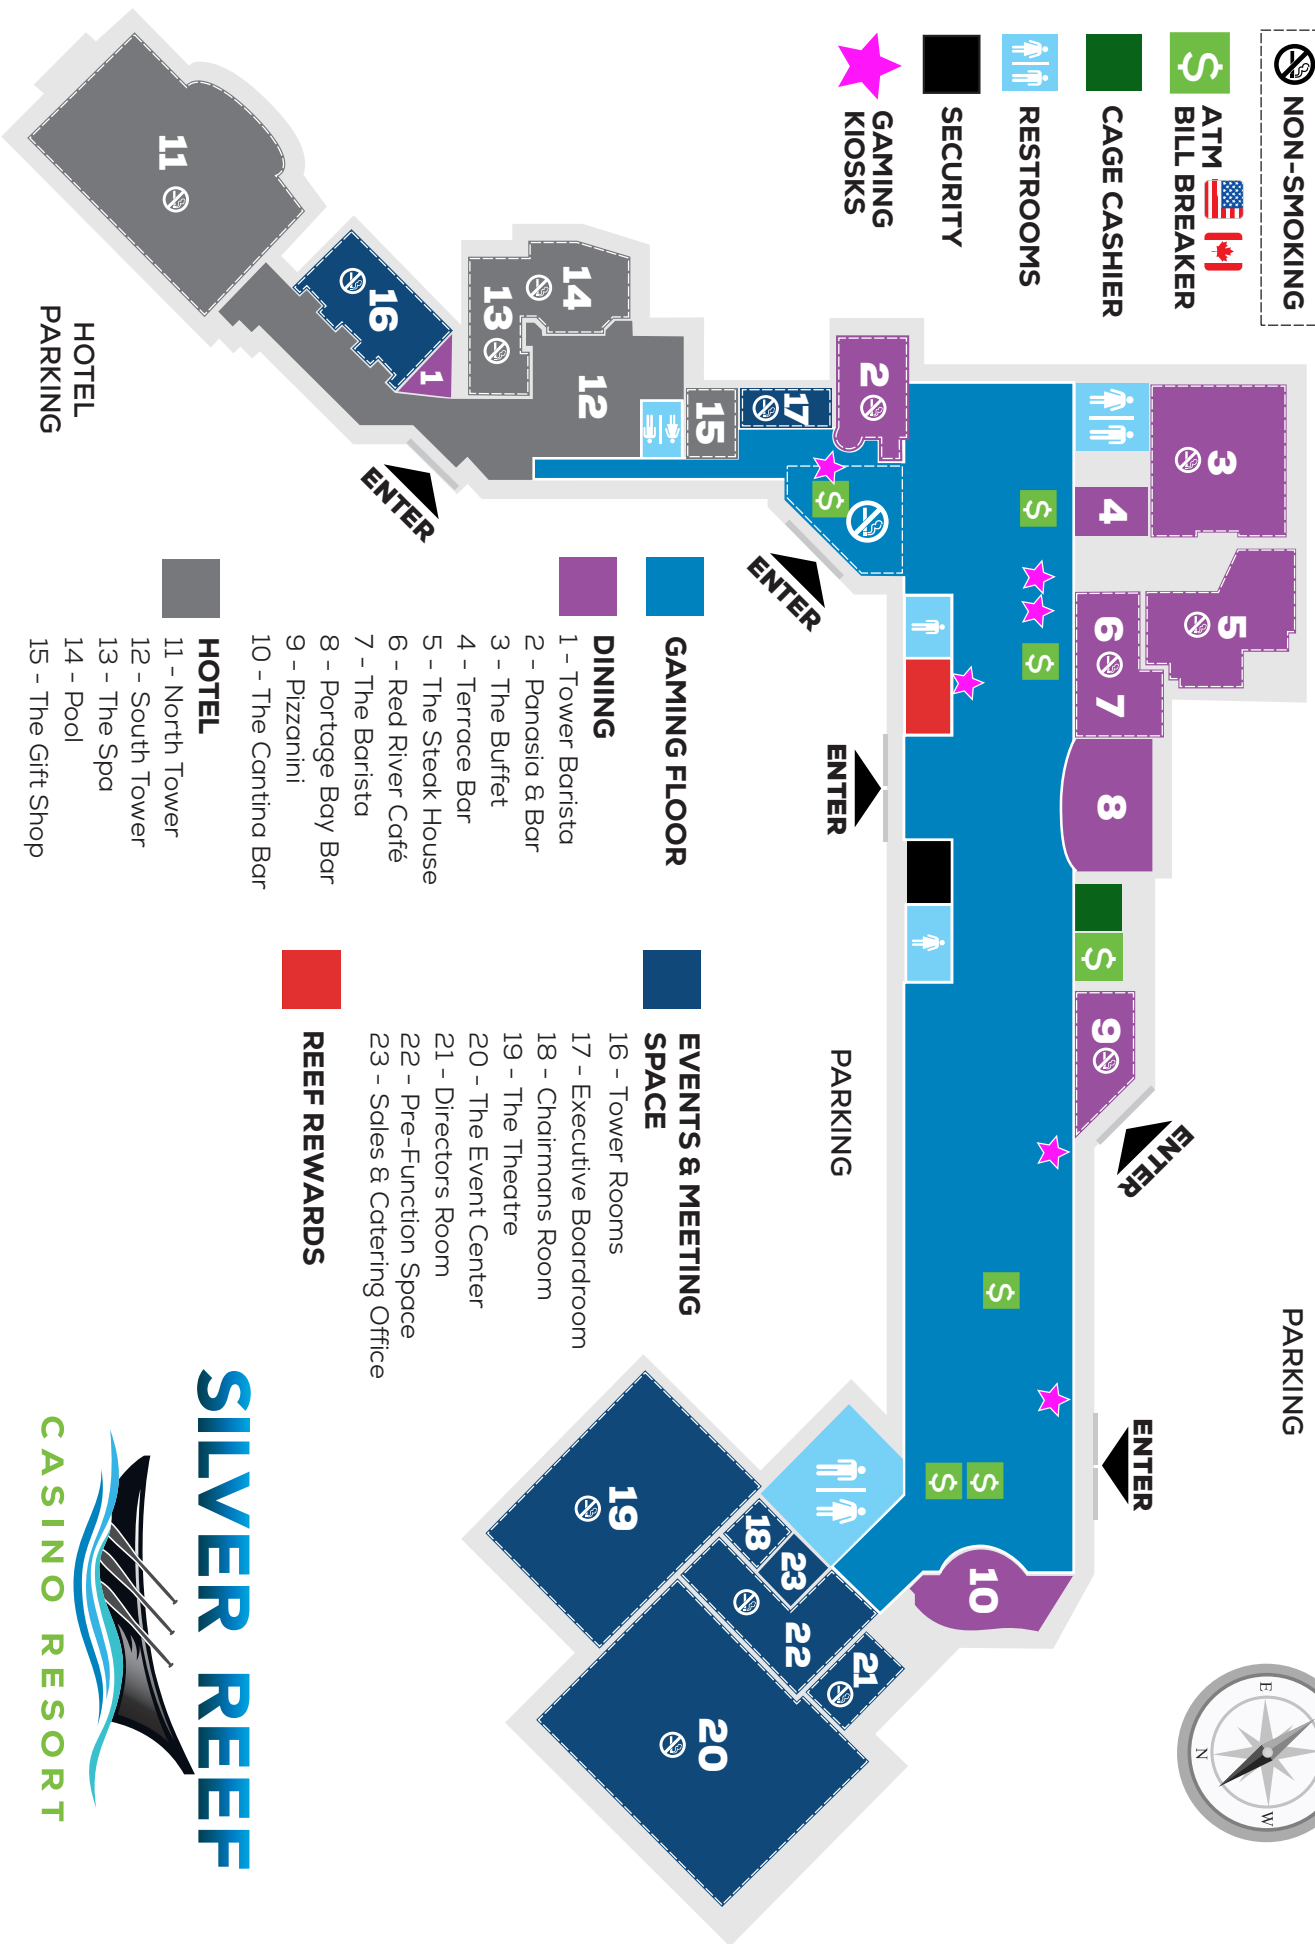 NON-SMOKING
ATM
BILL BREAKER
CAGE CASHIER
RESTROOMS
SECURITY
GAMING
KIOSKS
3
4
5
6
7
8
9
2
17
15
14
13
12
16
1
11
10
18
23
19
22
21
20
$
$
$
$
$
$
$
ENTER
ENTER
ENTER
ENTER
ENTER
PARKING
PARKING
HOTEL
PARKING
GAMING FLOOR
DINING
1 - Tower Barista
2 - Panasia & Bar
3 - The Buffet
4 - Terrace Bar
5 - The Steak House
6 - Red River Café
7 - The Barista
8 - Portage Bay Bar
9 - Pizzanini
10 - The Cantina Bar
HOTEL
11 - North Tower
12 - South Tower
13 - The Spa
14 - Pool
15 - The Gift Shop
EVENTS & MEETING
SPACE
16 - Tower Rooms
17 - Executive Boardroom
18 - Chairmans Room
19 - The Theatre
20 - The Event Center
21 - Directors Room
22 - Pre-Function Space
23 - Sales & Catering Office
REEF REWARDS
E
N
W
SILVER REEF
CASINO RESORT